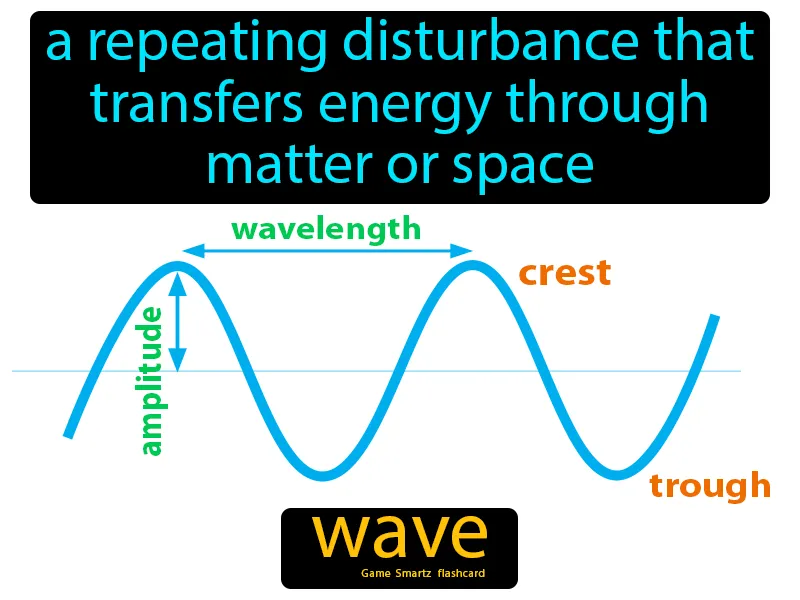 a repeating disturbance that
transfers energy through
matter or space
wavelength
crest
amplitude
trough
wave
Game Smartz flashcard